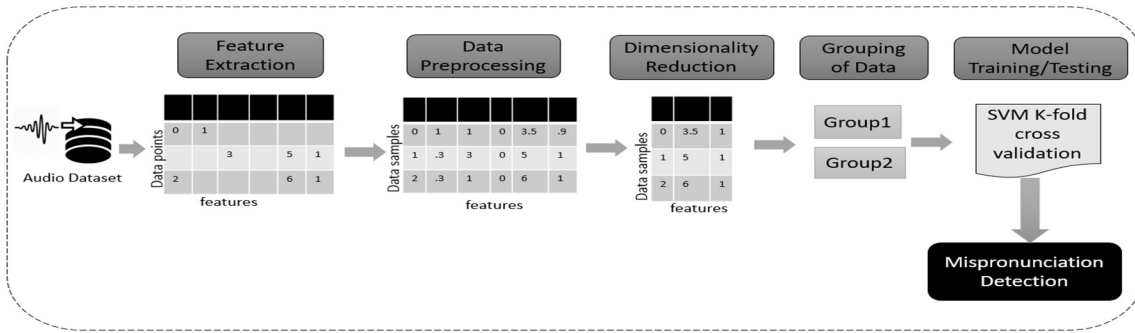 Feature
Extraction
Data
Preprocessing
Dimensionality
Reduction
Grouping
of Data
Model
Training/Testing
Audio Dataset
Data points
0 1
3 5 1
2 6 1
features
Data samples
0 1 1 0 3.5 .9
1 .3 3 0 5 1
2 .3 1 0 6 1
features
Data samples
0 3.5 1
1 5 1
2 6 1
features
Group1
Group2
SVM K-fold
cross
validation
Mispronunciation
Detection